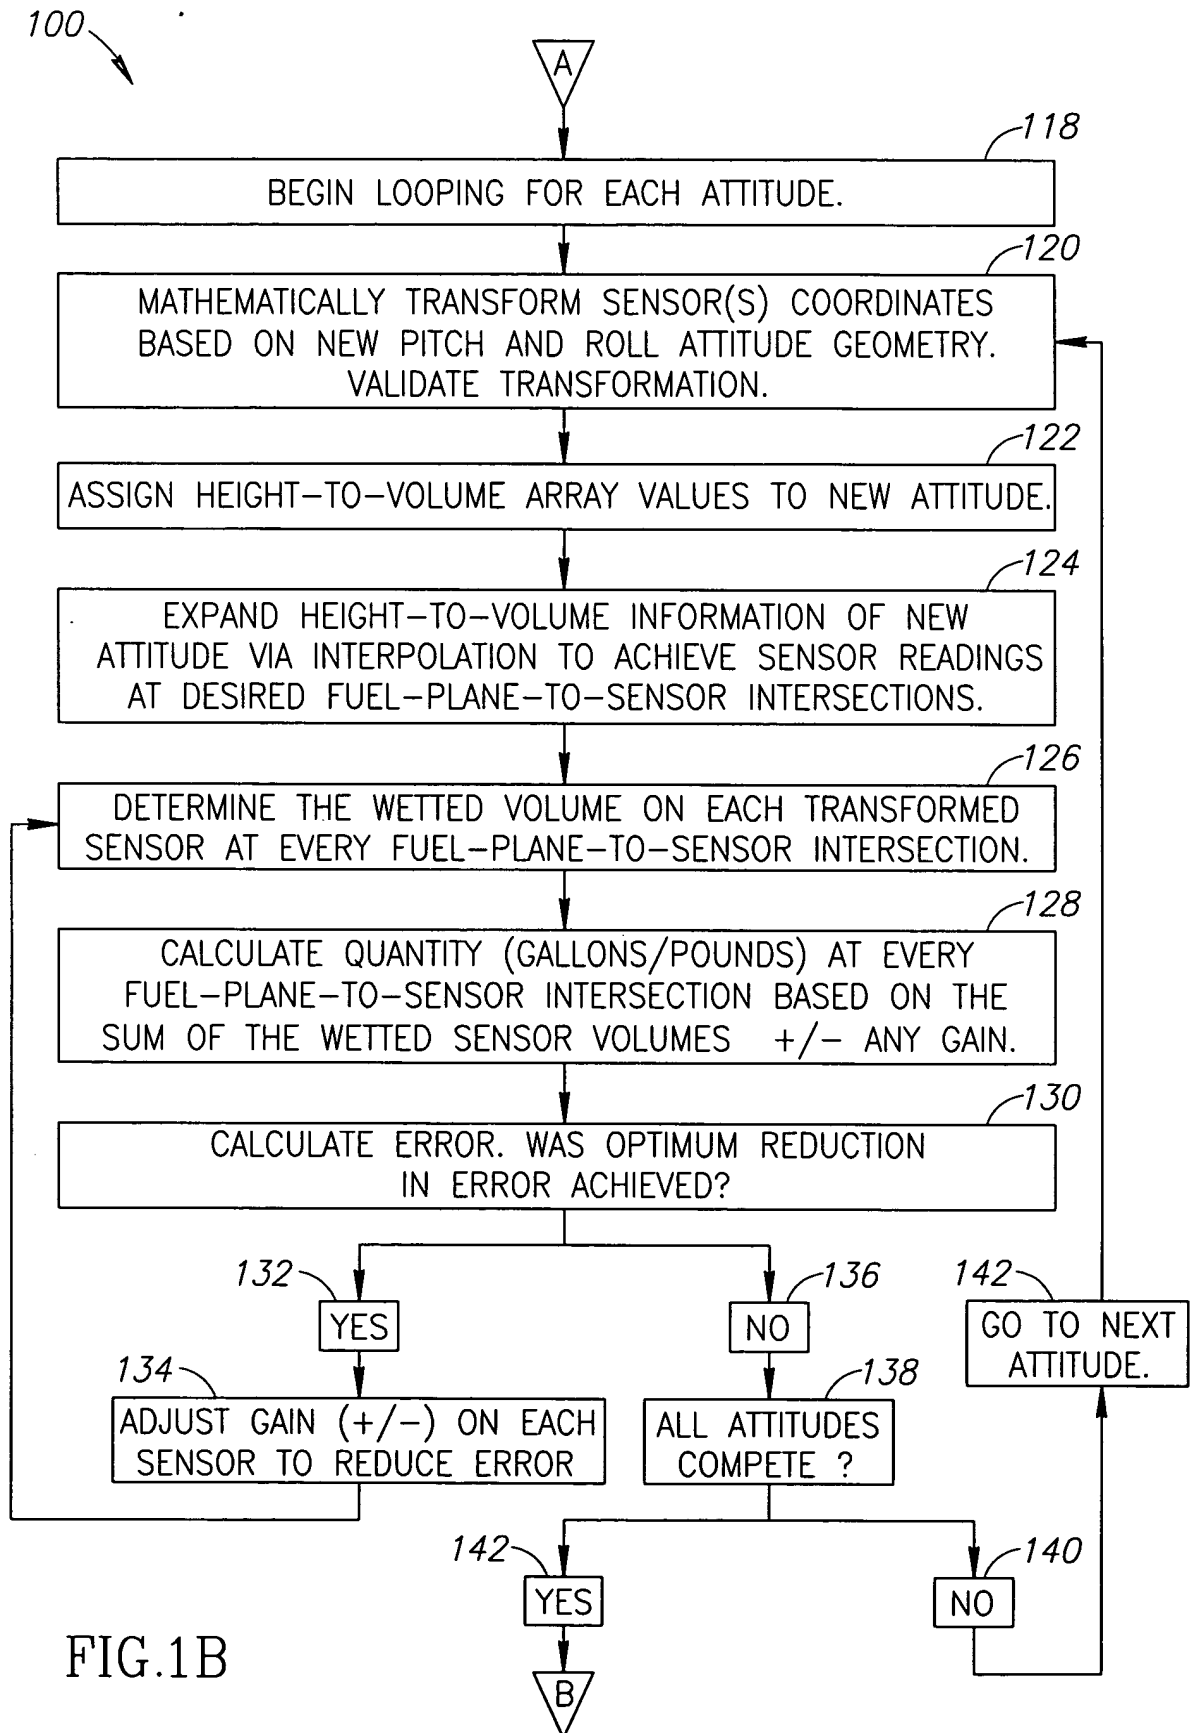 100
A
118
BEGIN LOOPING FOR EACH ATTITUDE.
120
MATHEMATICALLY TRANSFORM SENSOR(S) COORDINATES
BASED ON NEW PITCH AND ROLL ATTITUDE GEOMETRY.
VALIDATE TRANSFORMATION.
122
ASSIGN HEIGHT-TO-VOLUME ARRAY VALUES TO NEW ATTITUDE.
124
EXPAND HEIGHT-TO-VOLUME INFORMATION OF NEW
ATTITUDE VIA INTERPOLATION TO ACHIEVE SENSOR READINGS
AT DESIRED FUEL-PLANE-TO-SENSOR INTERSECTIONS.
126
DETERMINE THE WETTED VOLUME ON EACH TRANSFORMED
SENSOR AT EVERY FUEL-PLANE-TO-SENSOR INTERSECTION.
128
CALCULATE QUANTITY (GALLONS/POUNDS) AT EVERY
FUEL-PLANE-TO-SENSOR INTERSECTION BASED ON THE
SUM OF THE WETTED SENSOR VOLUMES +/- ANY GAIN.
130
CALCULATE ERROR. WAS OPTIMUM REDUCTION
IN ERROR ACHIEVED?
132
YES
136
NO
142
GO TO NEXT
ATTITUDE.
134
ADJUST GAIN (+/-) ON EACH
SENSOR TO REDUCE ERROR
138
ALL ATTITUDES
COMPETE ?
142
YES
140
NO
B
FIG.1B